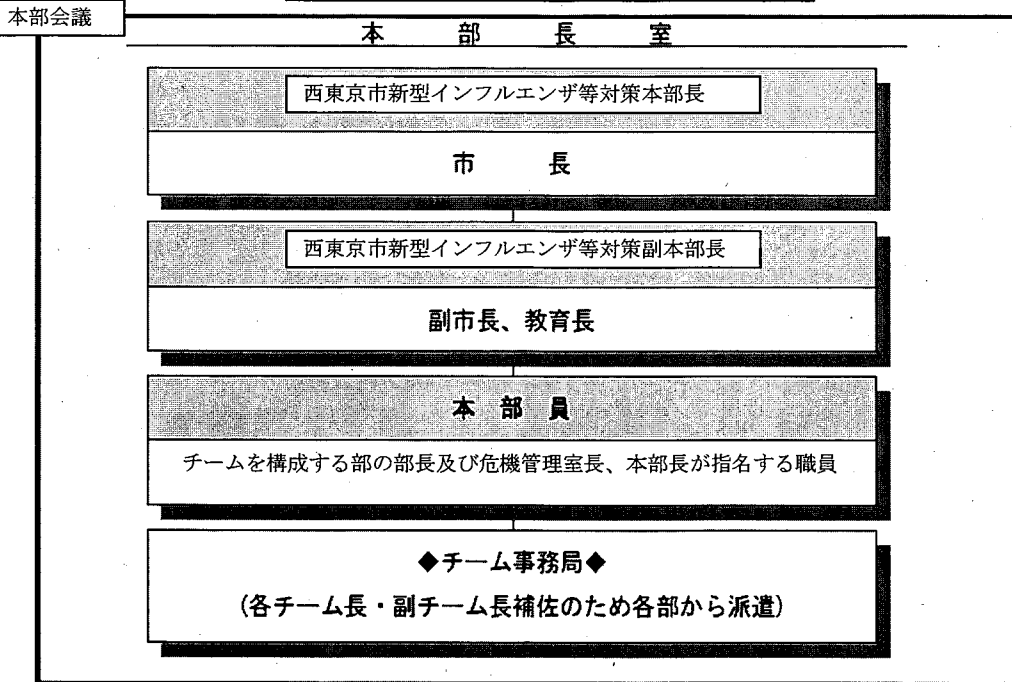 本部会議
本部長室
西東京市新型インフルエンザ等対策本部長
市長
西東京市新型インフルエンザ等対策副本部長
副市長、教育長
本部員
チームを構成する部の部長及び危機管理室長、本部長が指名する職員
◆チーム事務局◆
（各チーム長・副チーム長補佐のため各部から派遣）